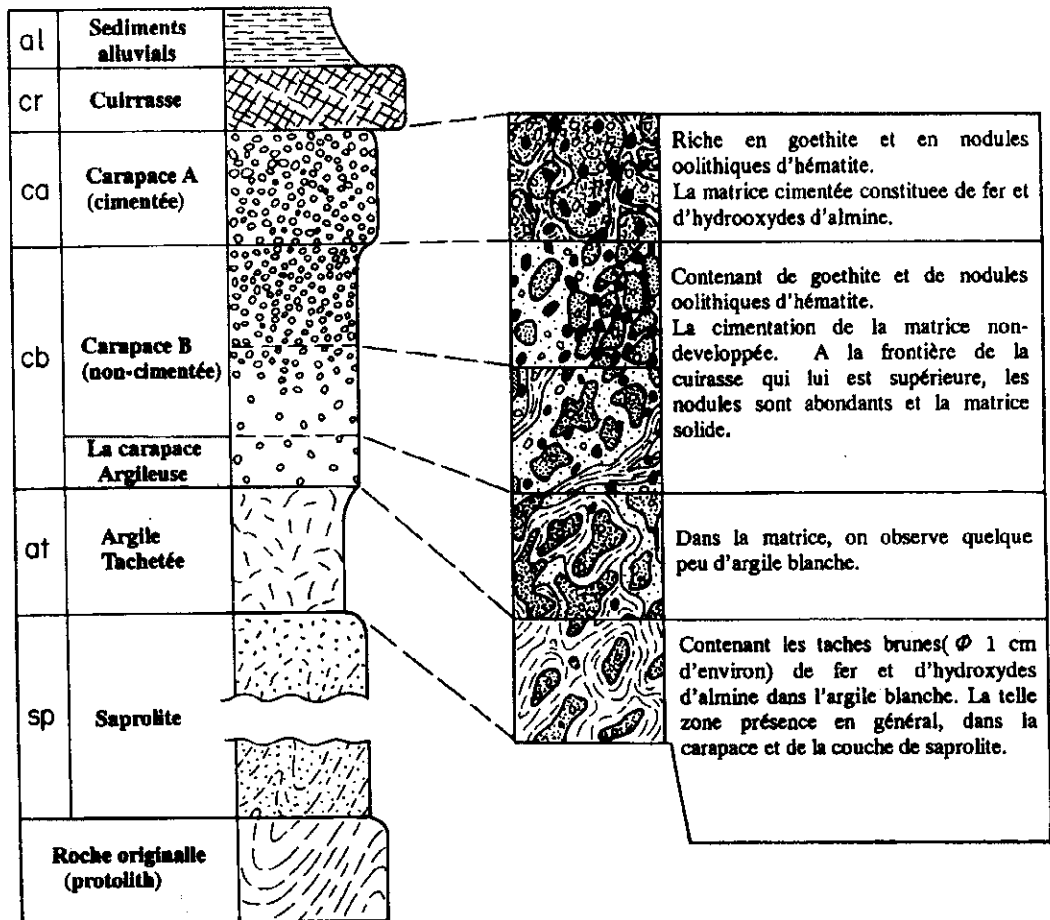 al
Sediments
alluvials
cr
Cuirrasse
ca
Carapace A
(cimentée)
cb
Carapace B
(non-cimentée)
La carapace
Argileuse
at
Argile
Tachetée
sp
Saprolite
Roche originalle
(protolith)
Riche en goethite et en nodules
oolithiques d'hématite.
La matrice cimentée constituee de fer et
d'hydrooxydes d'almine.
Contenant de goethite et de nodules
oolithiques d'hématite.
La cimentation de la matrice non-
developpée. A la frontière de la
cuirasse qui lui est supérieure, les
nodules sont abondants et la matrice
solide.
Dans la matrice, on observe quelque
peu d'argile blanche.
Contenant les taches brunes( Φ 1 cm
d'environ) de fer et d'hydroxydes
d'almine dans l'argile blanche. La telle
zone présence en général, dans la
carapace et de la couche de saprolite.